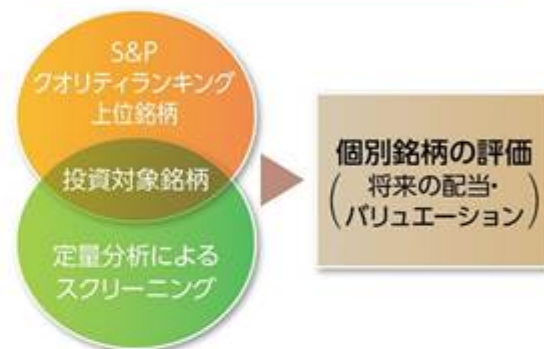 S&P
クオリティランキング
上位銘柄
投資対象銘柄
定量分析による
スクリーニング
個別銘柄の評価
(将来の配当・
バリュエーション)